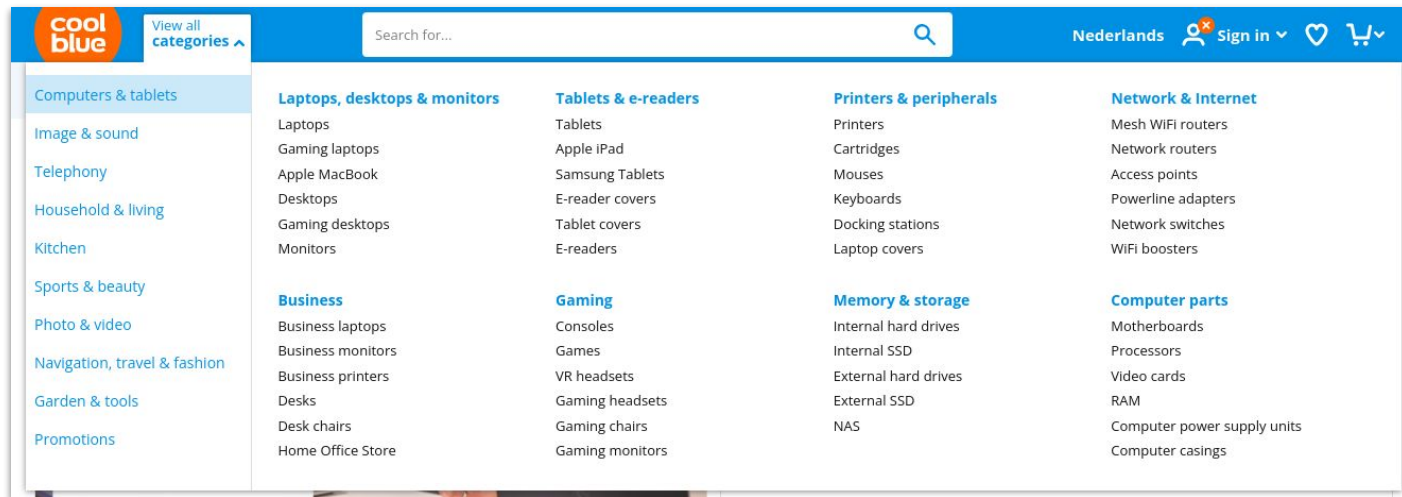 cool
blue
View all
categories
Search for...
Nederlands
Sign in
Computers & tablets
Image & sound
Telephony
Household & living
Kitchen
Sports & beauty
Photo & video
Navigation, travel & fashion
Garden & tools
Promotions
Laptops, desktops & monitors
Laptops
Gaming laptops
Apple MacBook
Desktops
Gaming desktops
Monitors
Tablets & e-readers
Tablets
Apple iPad
Samsung Tablets
E-reader covers
Tablet covers
E-readers
Printers & peripherals
Printers
Cartridges
Mouses
Keyboards
Docking stations
Laptop covers
Network & Internet
Mesh WiFi routers
Network routers
Access points
Powerline adapters
Network switches
WiFi boosters
Business
Business laptops
Business monitors
Business printers
Desks
Desk chairs
Home Office Store
Gaming
Consoles
Games
VR headsets
Gaming headsets
Gaming chairs
Gaming monitors
Memory & storage
Internal hard drives
Internal SSD
External hard drives
External SSD
NAS
Computer parts
Motherboards
Processors
Video cards
RAM
Computer power supply units
Computer casings